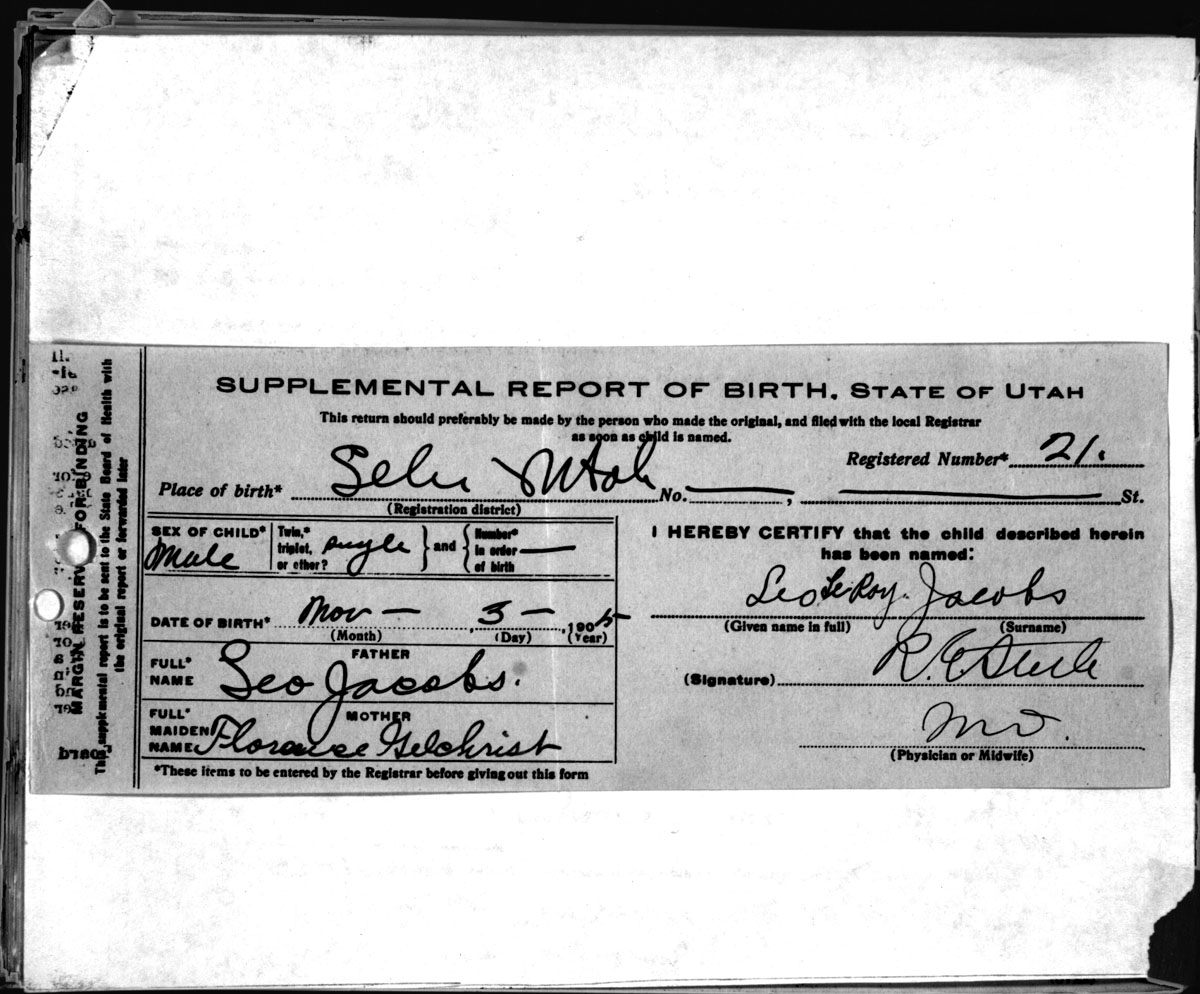 SUPPLEMENTAL REPORT OF BIRTH, STATE OF UTAH
This return should preferably be made by the person who made the original, and filed with the local Registrar
as soon as child is named.
Registered Number* 21.
Place of birth* Utah No. , St.
(Registration district)
SEX OF CHILD* Male
Twin,* triplet, or other? single
and
Number* in order of birth
DATE OF BIRTH* Nov - 3 - , 1905
(Month) (Day) (Year)
FATHER
FULL* NAME Leo Jacobs.
MOTHER
FULL* MAIDEN NAME Florence Gilchrist
*These items to be entered by the Registrar before giving out this form
I HEREBY CERTIFY that the child described herein
has been named:
Leo Le Roy. Jacobs
(Given name in full) (Surname)
(Signature) R. E. Steele
M.D.
(Physician or Midwife)
MARGIN RESERV FOR BINDING
This supplemental report is to be sent to the State Board of Health with
the original report or forwarded later